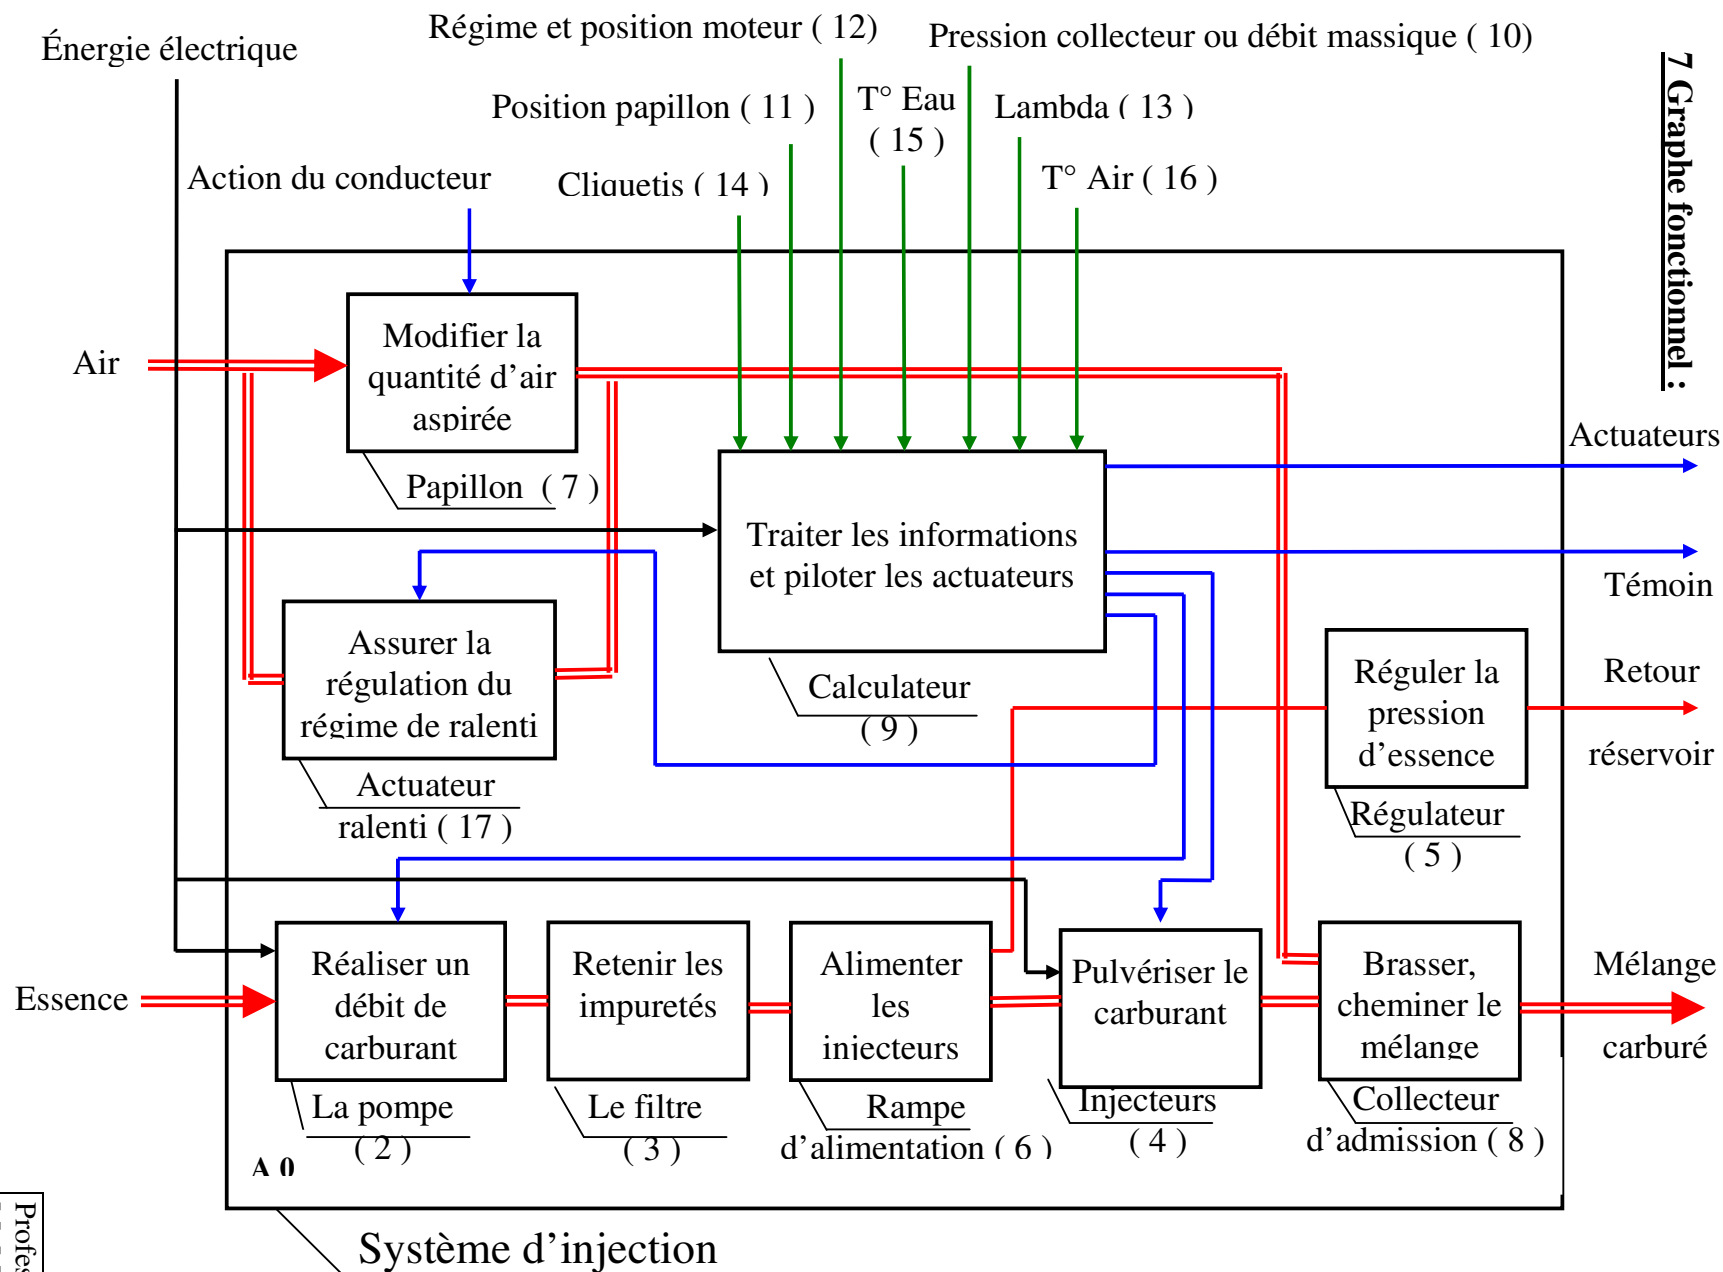 7 Graphe fonctionnel :
Énergie électrique
Régime et position moteur ( 12)
Pression collecteur ou débit massique ( 10)
Position papillon ( 11 )
T° Eau
( 15 )
Lambda ( 13 )
Action du conducteur
Cliquetis ( 14 )
T° Air ( 16 )
Air
Modifier la
quantité d’air
aspirée
Papillon ( 7 )
Actuateurs
Traiter les informations
et piloter les actuateurs
Témoin
Calculateur
( 9 )
Assurer la
régulation du
régime de ralenti
Actuateur
ralenti ( 17 )
Réguler la
pression
d’essence
Régulateur
( 5 )
Retour
réservoir
Essence
Réaliser un
débit de
carburant
La pompe
( 2 )
Retenir les
impuretés
Le filtre
( 3 )
Alimenter
les
injecteurs
Rampe
d’alimentation ( 6 )
Pulvériser le
carburant
Injecteurs
( 4 )
Brasser,
cheminer le
mélange
Collecteur
d’admission ( 8 )
Mélange
carburé
A 0
Système d’injection